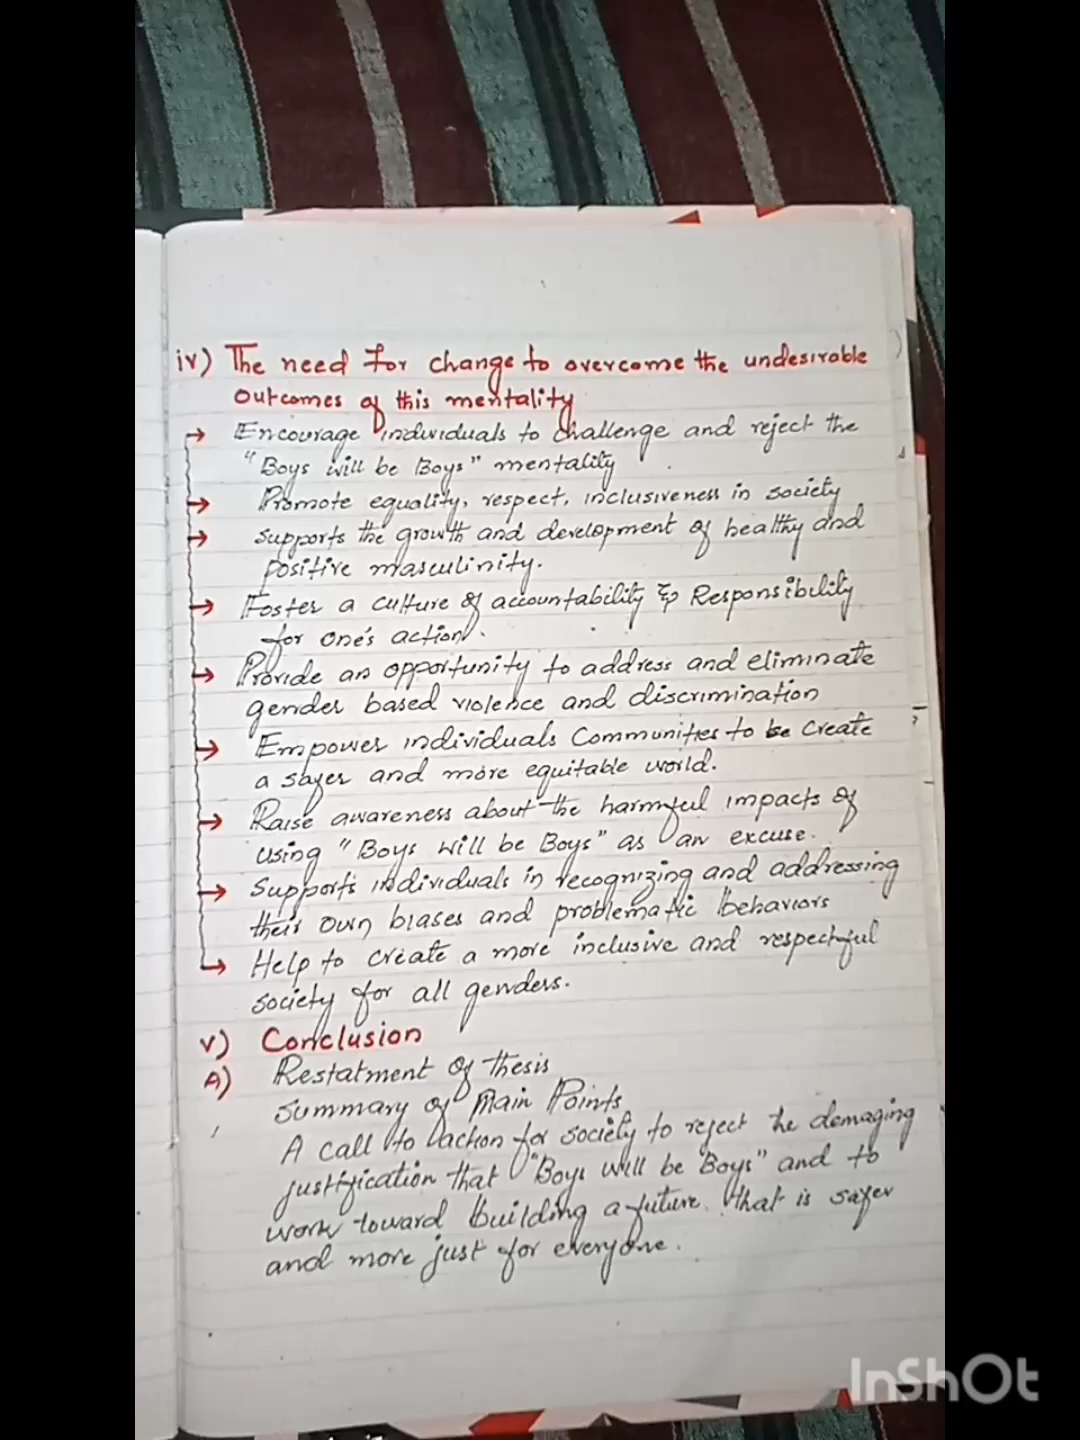 iv) The need for change to overcome the undesirable
outcomes of this mentality
→ Encourage individuals to challenge and reject the
"Boys will be Boys" mentality
→ Promote equality, respect, inclusiveness in society
→ supports the growth and development of healthy and
positive masculinity.
→ Foster a culture of accountability & Responsibility
for one's action.
→ Provide an opportunity to address and eliminate
gender based violence and discrimination
→ Empower individuals Communities to be create
a safer and more equitable world.
→ Raise awareness about the harmful impacts of
using "Boys will be Boys" as an excuse.
→ Supports individuals in recognizing and addressing
their own biases and problematic behaviors
→ Help to create a more inclusive and respectful
society for all genders.
v) Conclusion
A) Restatment of thesis
Summary of Main Points
A call to action for society to reject the demaging
justification that "Boys will be Boys" and to
work toward building a future that is safer
and more just for everyone.
InShOt